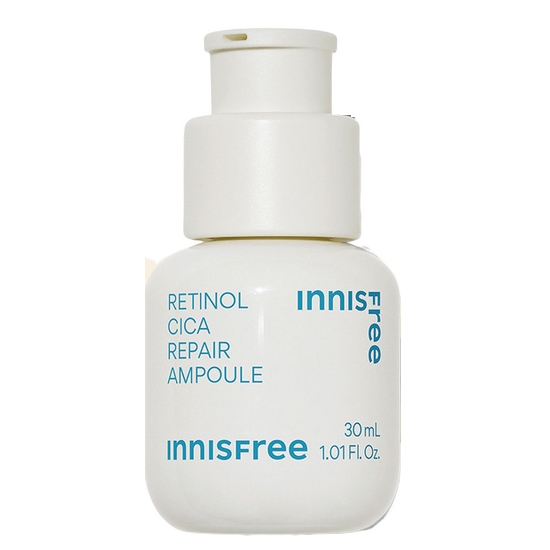 RETINOL
CICA
REPAIR
AMPOULE
INNISFree
INNISFree
30 mL
1.01 Fl. Oz.